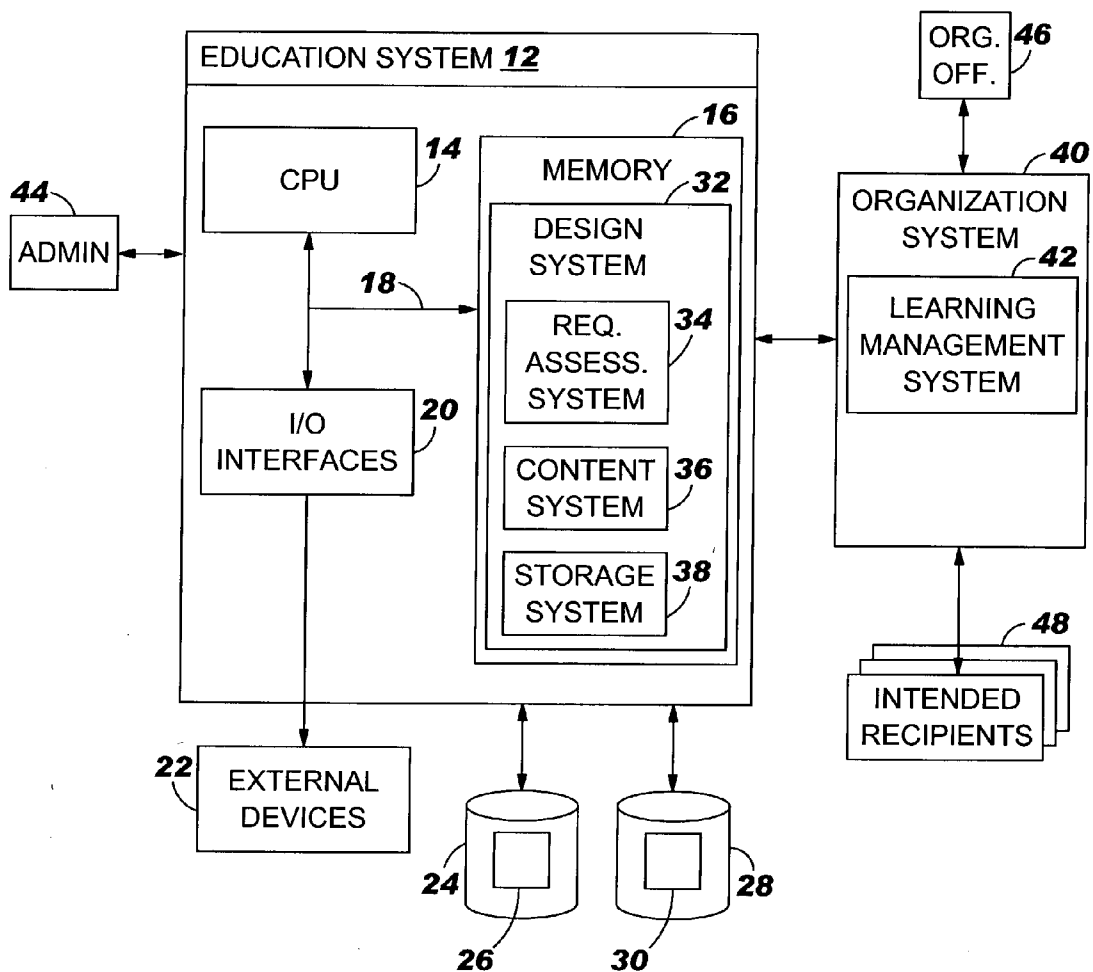 EDUCATION SYSTEM 12
ORG.
OFF.
46
16
CPU
14
MEMORY
40
ORGANIZATION
SYSTEM
44
ADMIN
32
DESIGN
SYSTEM
42
LEARNING
MANAGEMENT
SYSTEM
18
REQ.
ASSESS.
SYSTEM
34
I/O
INTERFACES
20
CONTENT
SYSTEM
36
STORAGE
SYSTEM
38
48
INTENDED
RECIPIENTS
22
EXTERNAL
DEVICES
24
28
26
30